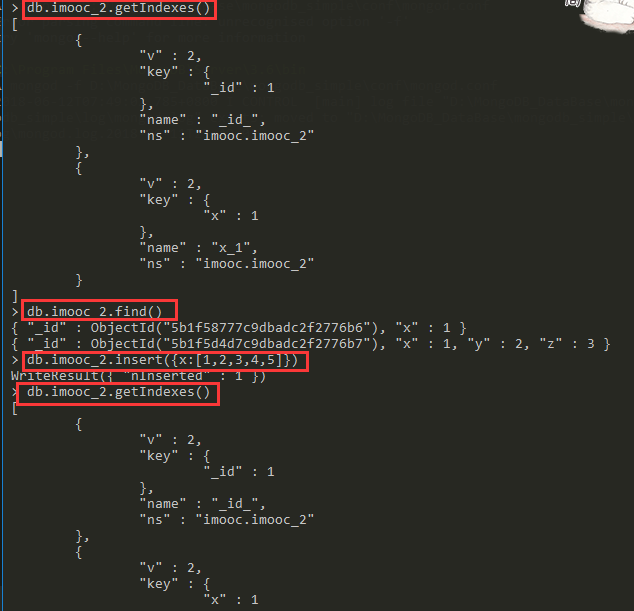 > db.imooc_2.getIndexes()
[
        {
                "v" : 2,
                "key" : {
                        "_id" : 1
                },
                "name" : "_id_",
                "ns" : "imooc.imooc_2"
        },
        {
                "v" : 2,
                "key" : {
                        "x" : 1
                },
                "name" : "x_1",
                "ns" : "imooc.imooc_2"
        }
]
> db.imooc_2.find()
{ "_id" : ObjectId("5b1f58777c9dbadc2f2776b6"), "x" : 1 }
{ "_id" : ObjectId("5b1f5d4d7c9dbadc2f2776b7"), "x" : 1, "y" : 2, "z" : 3 }
> db.imooc_2.insert({x:[1,2,3,4,5]})
WriteResult({ "nInserted" : 1 })
> db.imooc_2.getIndexes()
[
        {
                "v" : 2,
                "key" : {
                        "_id" : 1
                },
                "name" : "_id_",
                "ns" : "imooc.imooc_2"
        },
        {
                "v" : 2,
                "key" : {
                        "x" : 1